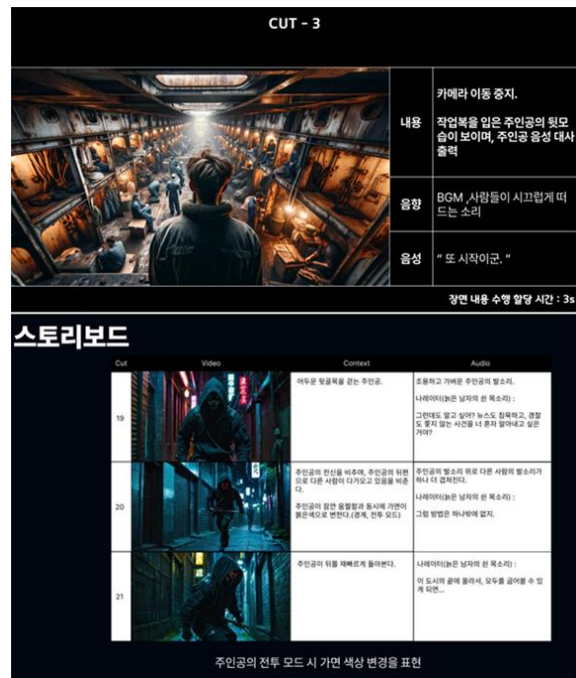 CUT - 3
내용
카메라 이동 중지.
작업복을 입은 주인공의 뒷모
습이 보이며, 주인공 음성 대사
출력
음향
BGM ,사람들이 시끄럽게 떠
드는 소리
음성
“ 또 시작이군. “
장면 내용 수행 할당 시간 : 3s
스토리보드
Cut
Video
Context
Audio
19
어두운 뒷골목을 걷는 주인공.
조용하고 가벼운 주인공의 발소리.
나레이터(늙은 남자의 쉰 목소리) :
그런데도 알고 싶어? 뉴스도 침묵하고, 경찰
도 쫓지 않는 사건을 너 혼자 알아내고 싶은
거야?
20
주인공의 전신을 비추며, 주인공의 뒤편
으로 다른 사람이 다가오고 있음을 비춘
다.
주인공이 잠깐 움찔함과 동시에 가면이
붉은색으로 변한다.(경계, 전투 모드)
주인공의 발소리 위로 다른 사람의 발소리가
하나 더 겹쳐진다.
나레이터(늙은 남자의 쉰 목소리) :
그럼 방법은 하나밖에 없지.
21
주인공이 뒤를 재빠르게 돌아본다.
나레이터(늙은 남자의 쉰 목소리) :
이 도시의 끝에 올라서, 모두를 굽어볼 수 있
게 되면...
주인공의 전투 모드 시 가면 색상 변경을 표현